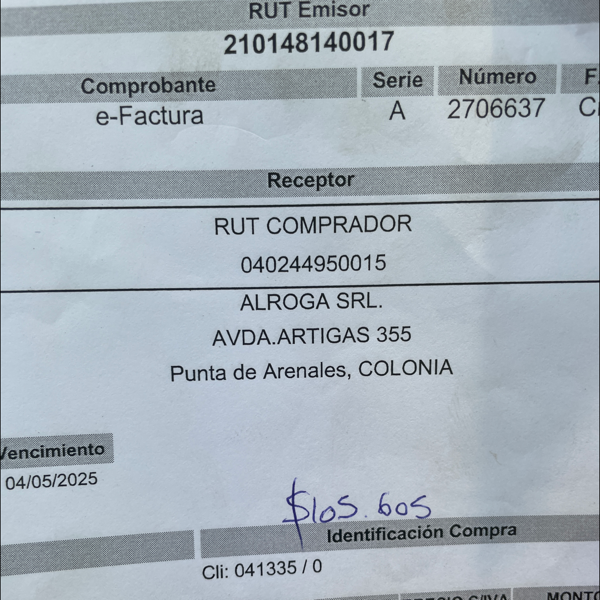 RUT Emisor
210148140017
Comprobante Serie Número
e-Factura A 2706637
Receptor
RUT COMPRADOR
040244950015
ALROGA SRL.
AVDA.ARTIGAS 355
Punta de Arenales, COLONIA
Vencimiento
04/05/2025
$105.605
Identificación Compra
Cli: 041335 / 0